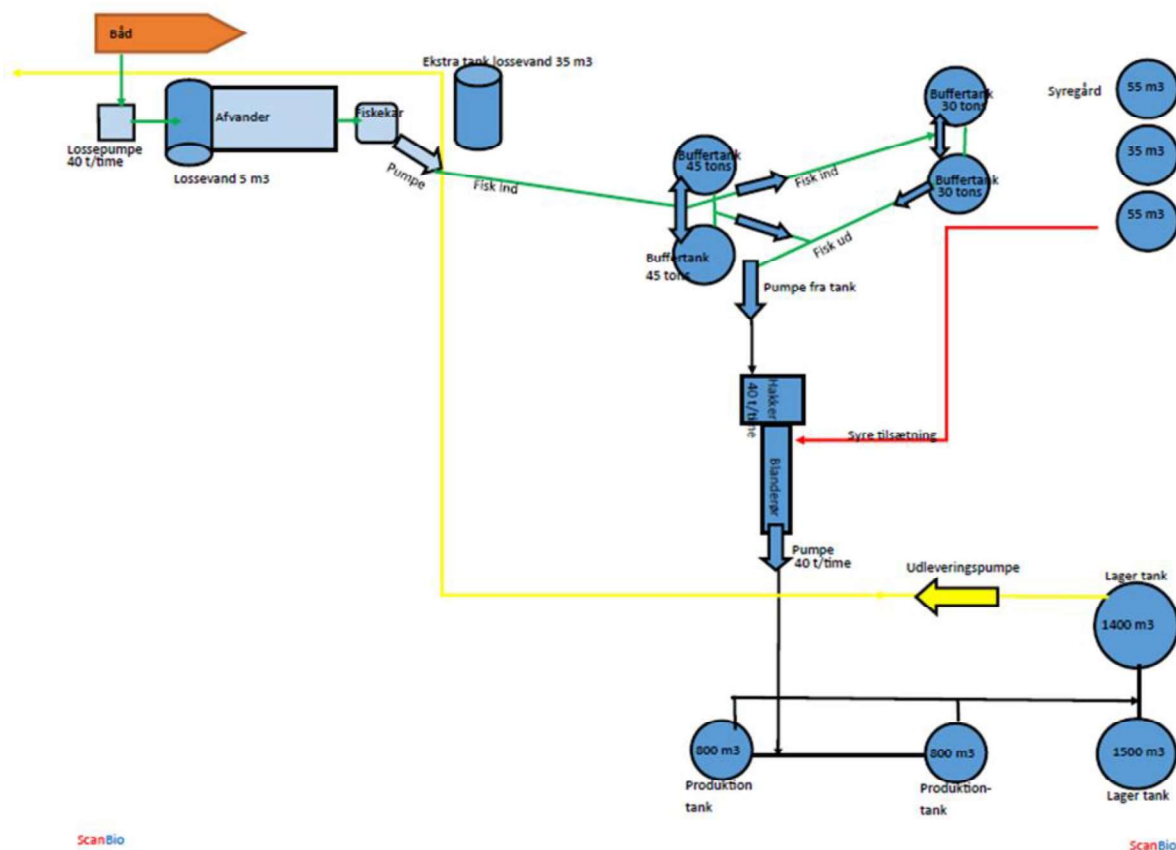 Båd
Ekstra tank lossevand 35 m3
Afvander
Fiskekar
Lossepumpe
40 t/time
Lossevand 5 m3
Pumpe
Fisk Ind
Buffertank
45 tons
Buffertank
45 tons
Fisk ind
Fisk ud
Buffertank
30 tons
Buffertank
30 tons
Syregård
55 m3
35 m3
55 m3
Pumpe fra tank
Hakker
40 t/time
Syre tilsætning
Blanderør
Pumpe
40 t/time
Udleveringspumpe
Lager tank
1400 m3
800 m3
Produktion
tank
800 m3
Produktion-
tank
1500 m3
Lager tank
ScanBio
ScanBio